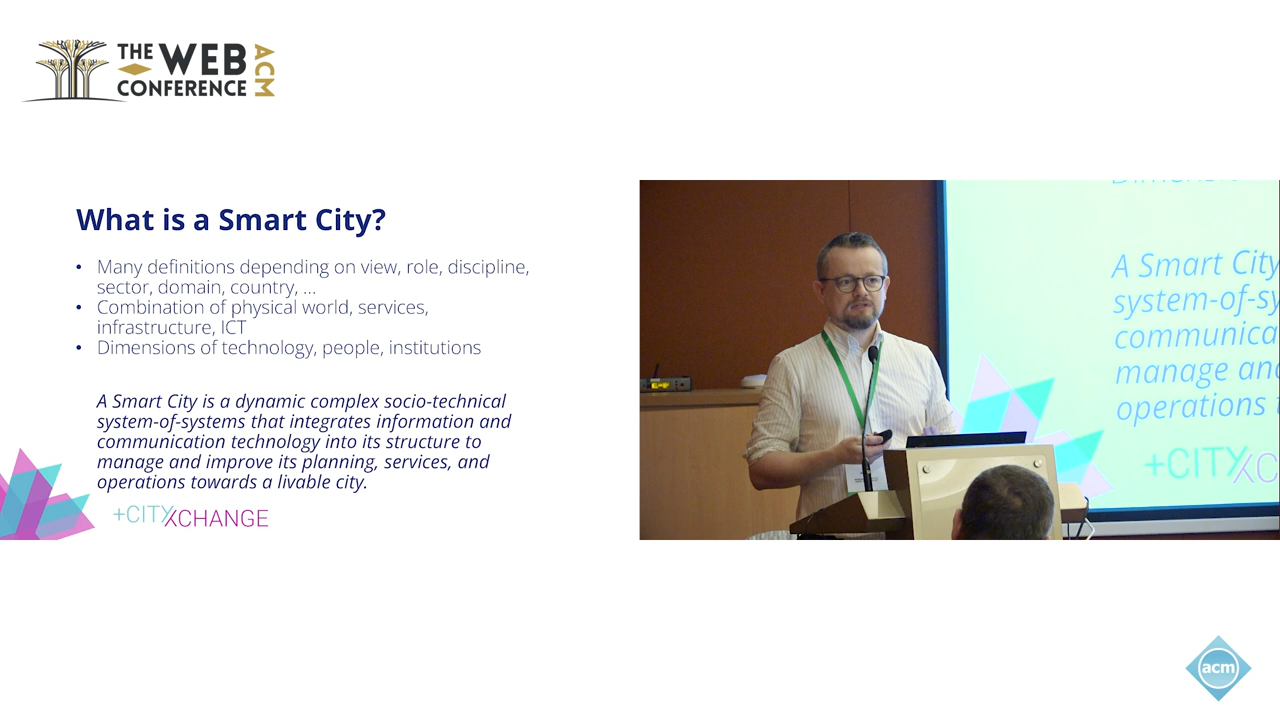 THE WEB
CONFERENCE
ACM
What is a Smart City?
• Many definitions depending on view, role, discipline,
sector, domain, country, ...
• Combination of physical world, services,
infrastructure, ICT
• Dimensions of technology, people, institutions
A Smart City is a dynamic complex socio-technical
system-of-systems that integrates information and
communication technology into its structure to
manage and improve its planning, services, and
operations towards a livable city.
+CITYXCHANGE
A Smart City
system-of-sy
communica
manage and
operations t
+CITYXC
acm